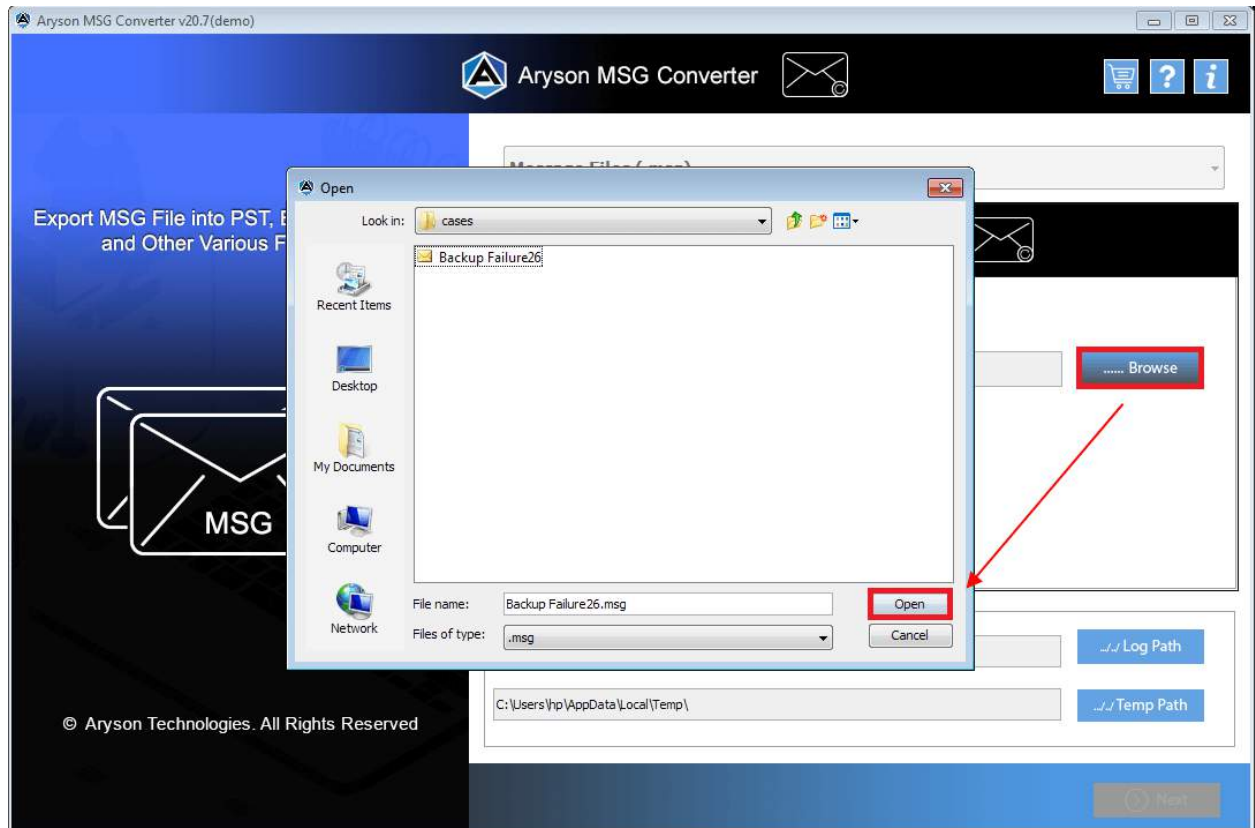 Aryson MSG Converter v20.7(demo)
Aryson MSG Converter
Export MSG File into PST, E
and Other Various F
Open
Look in: cases
Backup Failure26
Recent Items
Desktop
My Documents
Computer
Network
...... Browse
MSG
File name: Backup Failure26.msg Open
Files of type: .msg Cancel
../../ Log Path
C:\Users\hp\AppData\Local\Temp\ ../../ Temp Path
© Aryson Technologies. All Rights Reserved
Next